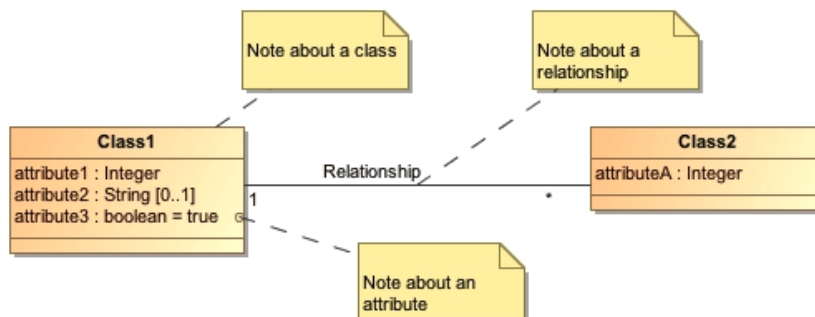 Note about a class
Note about a
relationship
Class1
attribute1 : Integer
attribute2 : String [0..1]
attribute3 : boolean = true
Relationship
1
*
Class2
attributeA : Integer
Note about an
attribute